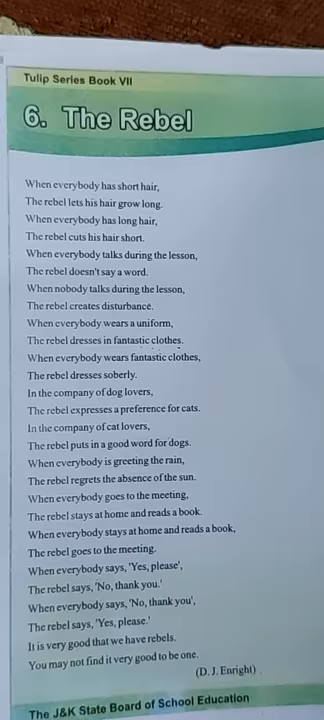 Tulip Series Book VII
6. The Rebel
When everybody has short hair,
The rebel lets his hair grow long.
When everybody has long hair,
The rebel cuts his hair short.
When everybody talks during the lesson,
The rebel doesn't say a word.
When nobody talks during the lesson,
The rebel creates disturbance.
When everybody wears a uniform,
The rebel dresses in fantastic clothes.
When everybody wears fantastic clothes,
The rebel dresses soberly.
In the company of dog lovers,
The rebel expresses a preference for cats.
In the company of cat lovers,
The rebel puts in a good word for dogs.
When everybody is greeting the rain,
The rebel regrets the absence of the sun.
When everybody goes to the meeting,
The rebel stays at home and reads a book.
When everybody stays at home and reads a book,
The rebel goes to the meeting.
When everybody says, 'Yes, please',
The rebel says, 'No, thank you.'
When everybody says, 'No, thank you',
The rebel says, 'Yes, please.'
It is very good that we have rebels.
You may not find it very good to be one.
(D. J. Enright)
The J&K State Board of School Education